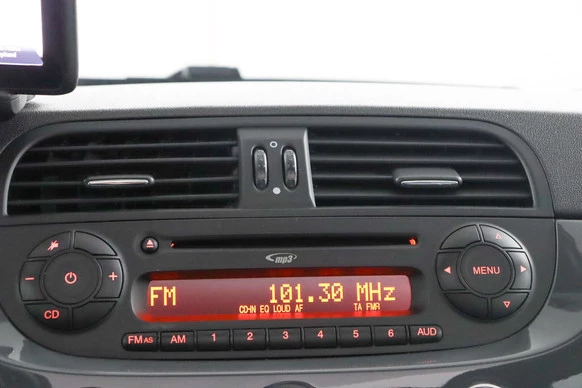 mp3
FM 101.30 MHz
CD-IN EQ LOUD AF TA FMR
MENU
CD
FM AS AM 1 2 3 4 5 6 AUD